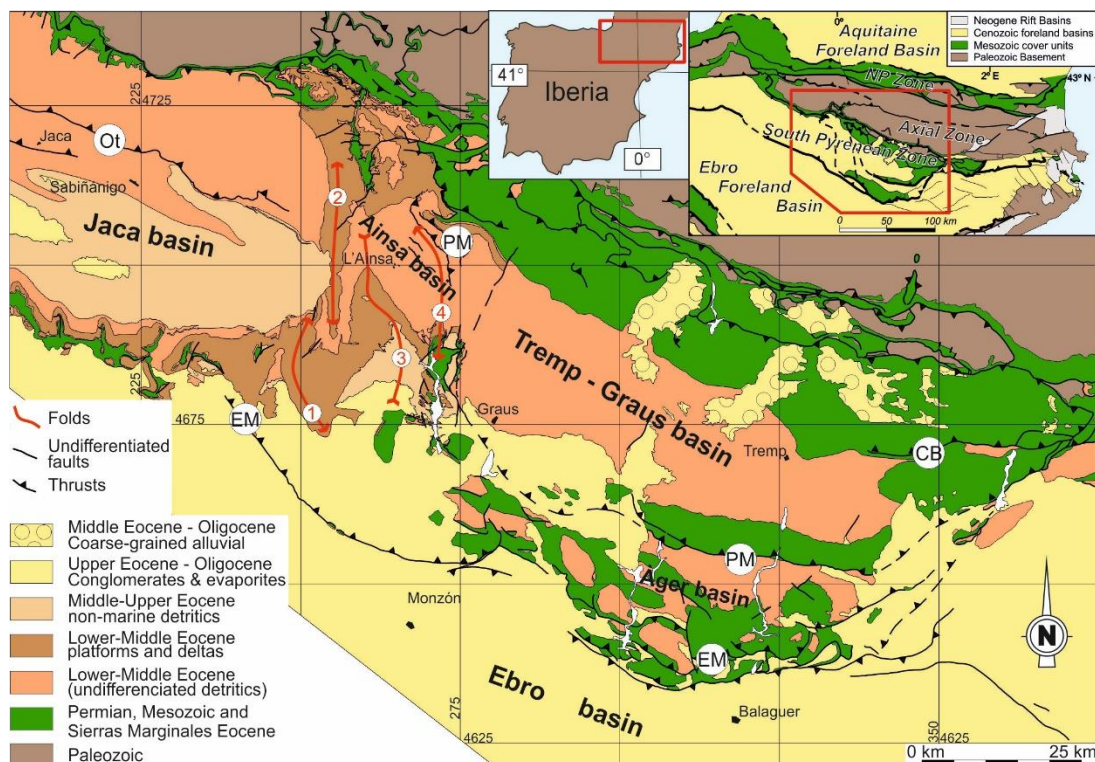 Aquitaine
Foreland Basin
0°
Neogene Rift Basins
Cenozoic foreland basins
Mesozoic cover units
Paleozoic Basement
2º E
43º N
NP Zone
Axial Zone
South Pyrenean Zone
Ebro
Foreland
Basin
0 50 100 km
41°
Iberia
0°
225
4725
Jaca
Ot
Sabiñanigo
Jaca basin
2
L'Ainsa
Ainsa basin
PM
4
3
1
225
4675
EM
Graus
Tremp - Graus basin
Tremp
CB
PM
Ager basin
EM
Monzón
Ebro basin
Balaguer
275
4625
350
4625
N
0 km 25 km
Folds
Undifferentiated
faults
Thrusts
Middle Eocene - Oligocene
Coarse-grained alluvial
Upper Eocene - Oligocene
Conglomerates & evaporites
Middle-Upper Eocene
non-marine detritics
Lower-Middle Eocene
platforms and deltas
Lower-Middle Eocene
(undifferenciated detritics)
Permian, Mesozoic and
Sierras Marginales Eocene
Paleozoic